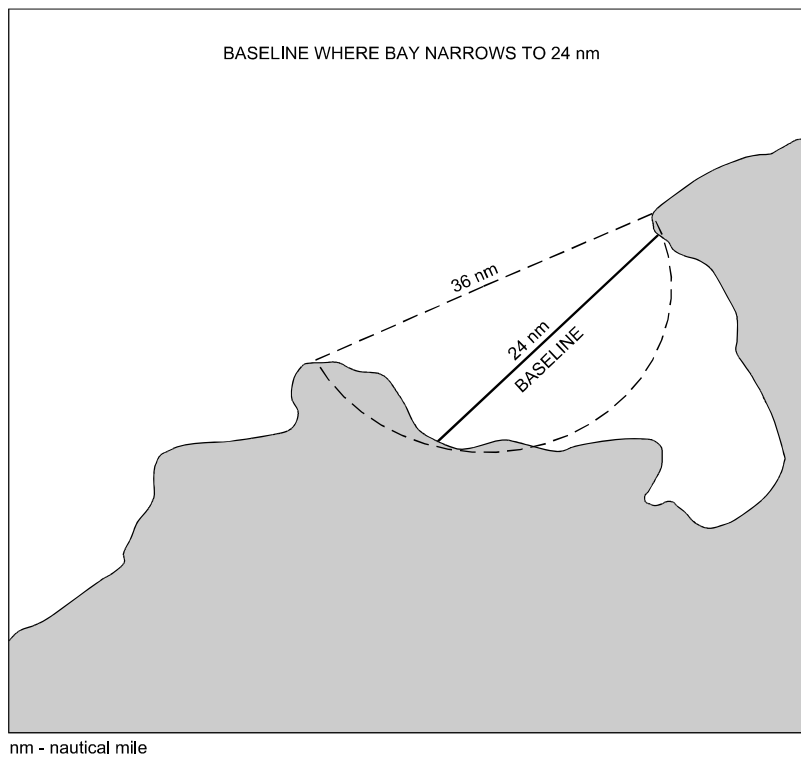 BASELINE WHERE BAY NARROWS TO 24 nm
36 nm
24 nm
BASELINE
nm - nautical mile